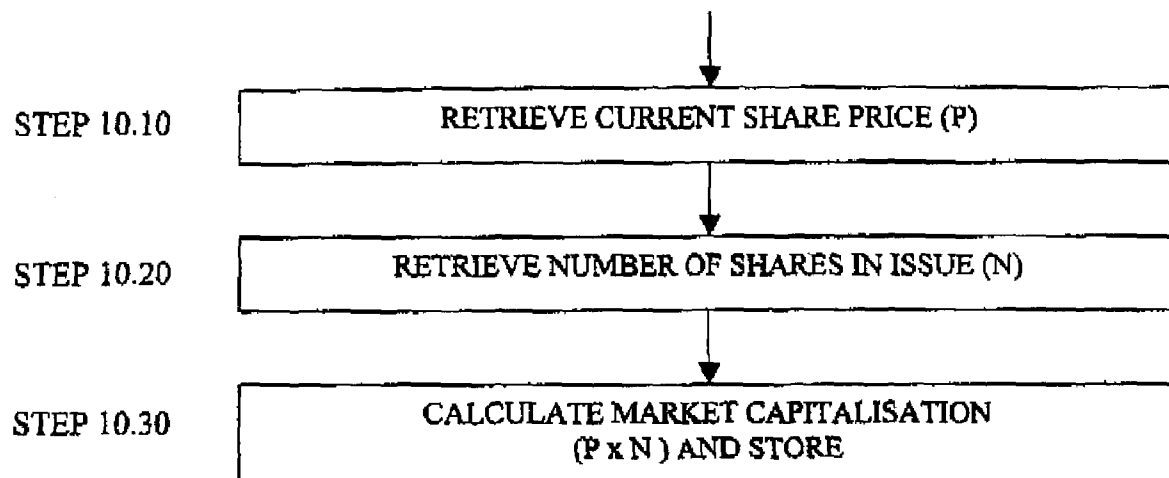 STEP 10.10
RETRIEVE CURRENT SHARE PRICE (P)
STEP 10.20
RETRIEVE NUMBER OF SHARES IN ISSUE (N)
STEP 10.30
CALCULATE MARKET CAPITALISATION
(P x N ) AND STORE